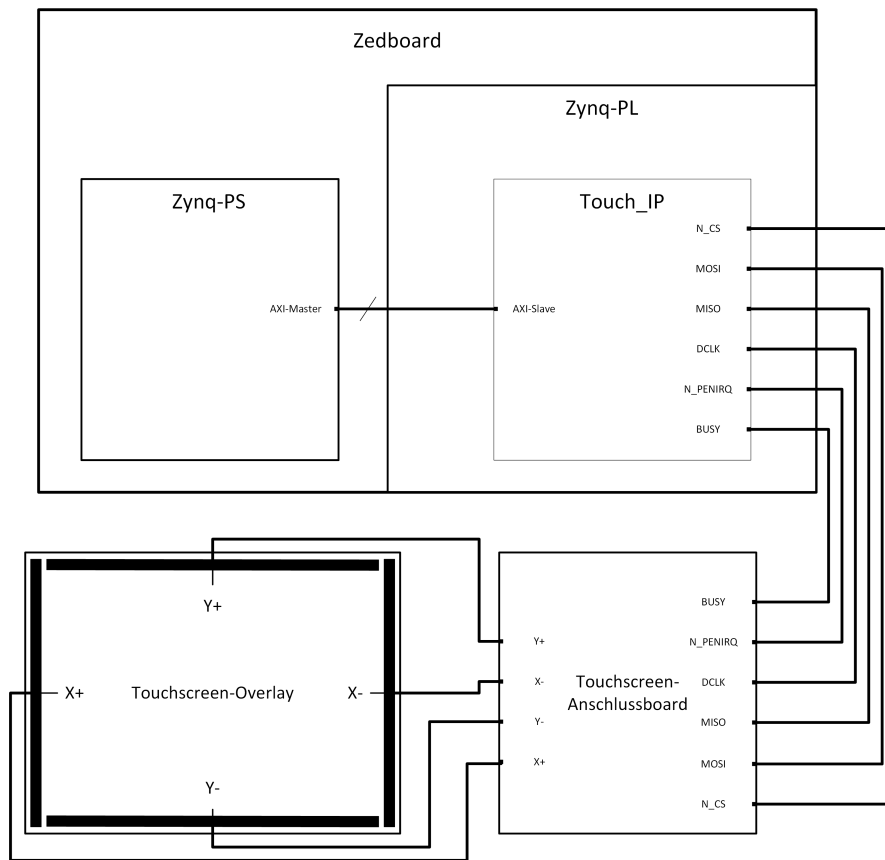 Zedboard
Zynq-PL
Zynq-PS
Touch_IP
N_CS
MOSI
AXI-Master
AXI-Slave
MISO
DCLK
N_PENIRQ
BUSY
Y+
X+
Touchscreen-Overlay
X-
Y-
BUSY
Y+
N_PENIRQ
X-
Touchscreen-
Anschlussboard
DCLK
Y-
MISO
X+
MOSI
N_CS